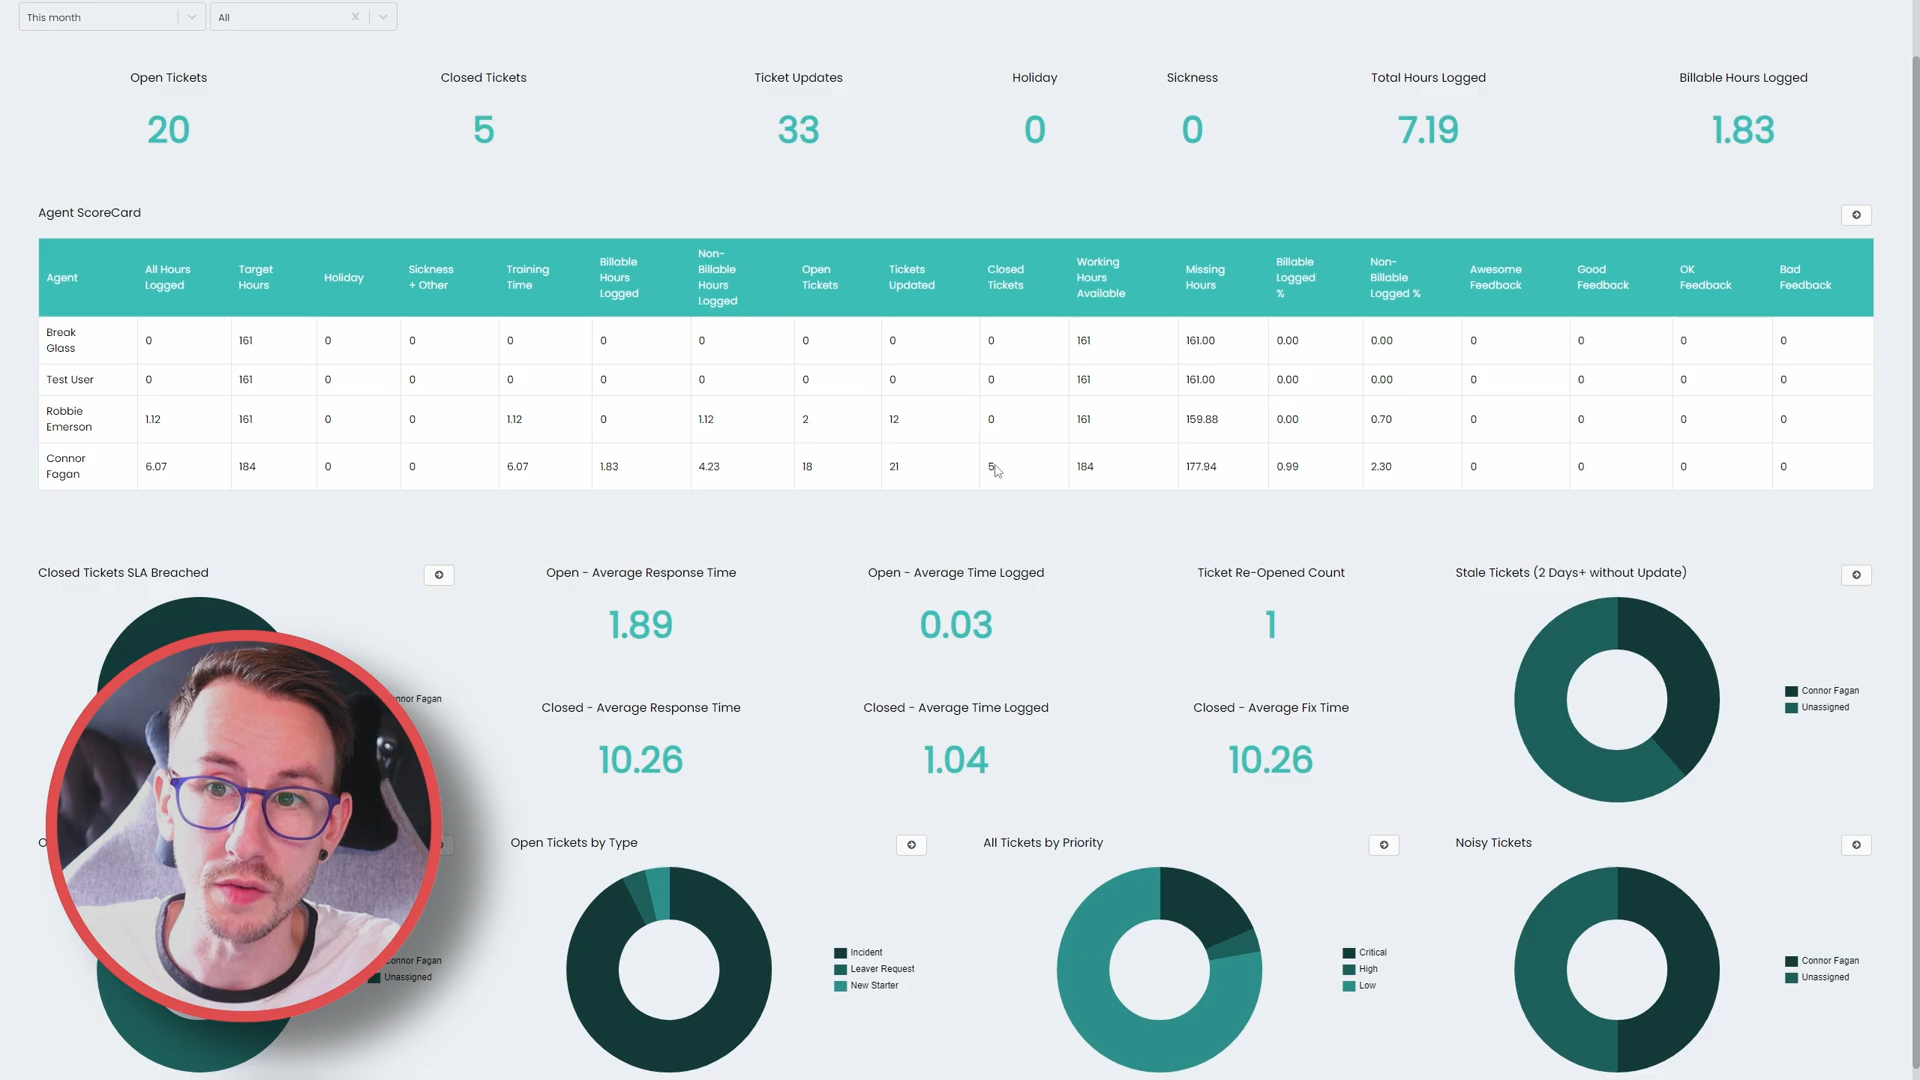 This month
All
Open Tickets
Closed Tickets
Ticket Updates
Holiday
Sickness
Total Hours Logged
Billable Hours Logged
20
5
33
0
0
7.19
1.83
Agent ScoreCard
Agent
All Hours Logged
Target Hours
Holiday
Sickness + Other
Training Time
Billable Hours Logged
Non-Billable Hours Logged
Open Tickets
Tickets Updated
Closed Tickets
Working Hours Available
Missing Hours
Billable Logged %
Non-Billable Logged %
Awesome Feedback
Good Feedback
OK Feedback
Bad Feedback
Break Glass 0 161 0 0 0 0 0 0 0 0 161 161.00 0.00 0.00 0 0 0 0
Test User 0 161 0 0 0 0 0 0 0 0 161 161.00 0.00 0.00 0 0 0 0
Robbie Emerson 1.12 161 0 0 1.12 0 1.12 2 12 0 161 159.88 0.00 0.70 0 0 0 0
Connor Fagan 6.07 184 0 0 6.07 1.83 4.23 18 21 5 184 177.94 0.99 2.30 0 0 0 0
Closed Tickets SLA Breached
Fagan
Open - Average Response Time
1.89
Open - Average Time Logged
0.03
Ticket Re-Opened Count
1
Stale Tickets (2 Days+ without Update)
Connor Fagan
Unassigned
Closed - Average Response Time
10.26
Closed - Average Time Logged
1.04
Closed - Average Fix Time
10.26
Fagan
Unassigned
Open Tickets by Type
Incident
Leaver Request
New Starter
All Tickets by Priority
Critical
High
Low
Noisy Tickets
Connor Fagan
Unassigned